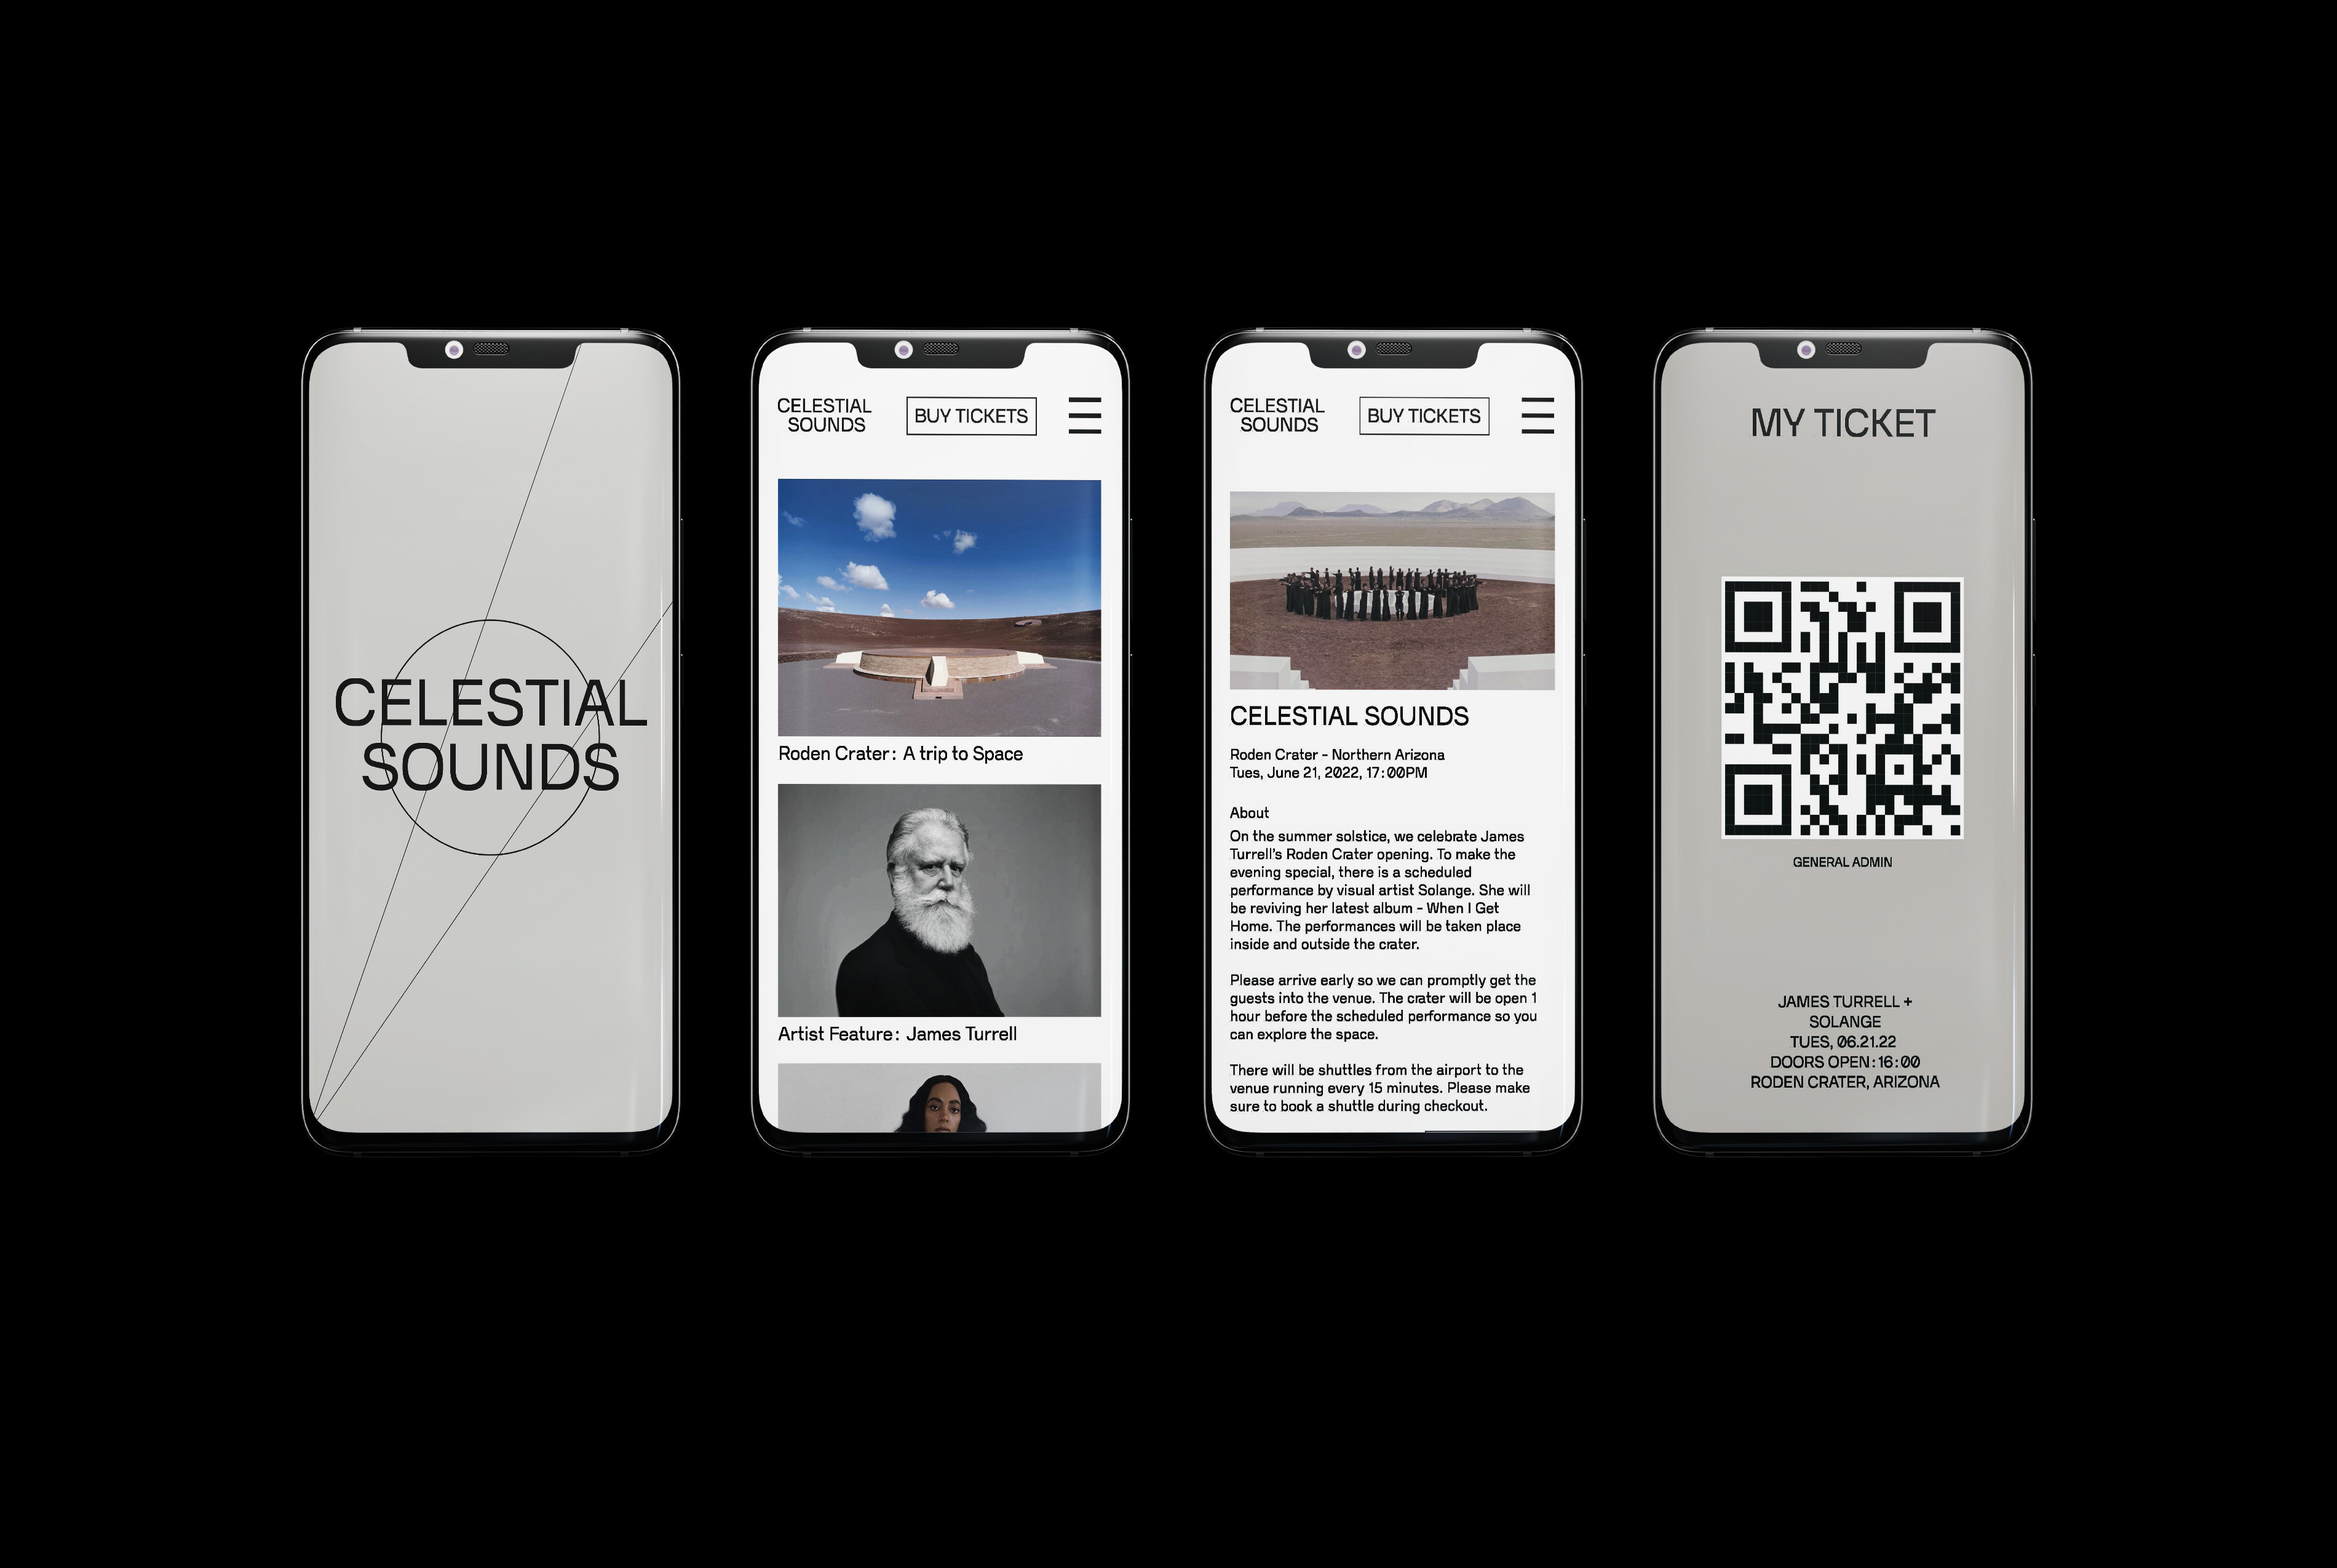 CELESTIAL
SOUNDS
CELESTIAL
SOUNDS
BUY TICKETS
Roden Crater: A trip to Space
Artist Feature: James Turrell
CELESTIAL
SOUNDS
BUY TICKETS
CELESTIAL SOUNDS
Roden Crater - Northern Arizona
Tues, June 21, 2022, 17:00PM
About
On the summer solstice, we celebrate James
Turrell's Roden Crater opening. To make the
evening special, there is a scheduled
performance by visual artist Solange. She will
be reviving her latest album - When I Get
Home. The performances will be taken place
inside and outside the crater.
Please arrive early so we can promptly get the
guests into the venue. The crater will be open 1
hour before the scheduled performance so you
can explore the space.
There will be shuttles from the airport to the
venue running every 15 minutes. Please make
sure to book a shuttle during checkout.
MY TICKET
GENERAL ADMIN
JAMES TURRELL +
SOLANGE
TUES, 06.21.22
DOORS OPEN:16:00
RODEN CRATER, ARIZONA